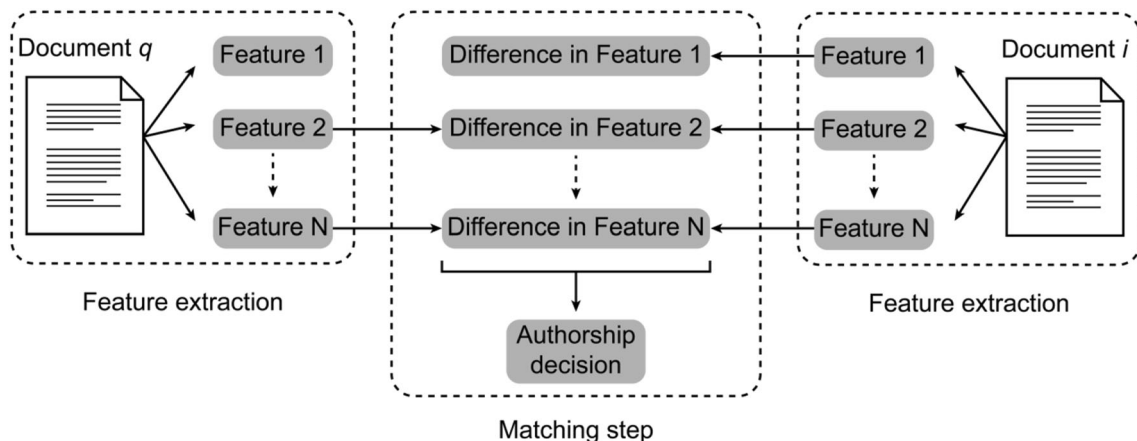 Document q
Feature 1
Difference in Feature 1
Feature 1
Document i
Feature 2
Difference in Feature 2
Feature 2
Feature N
Difference in Feature N
Feature N
Feature extraction
Feature extraction
Authorship
decision
Matching step